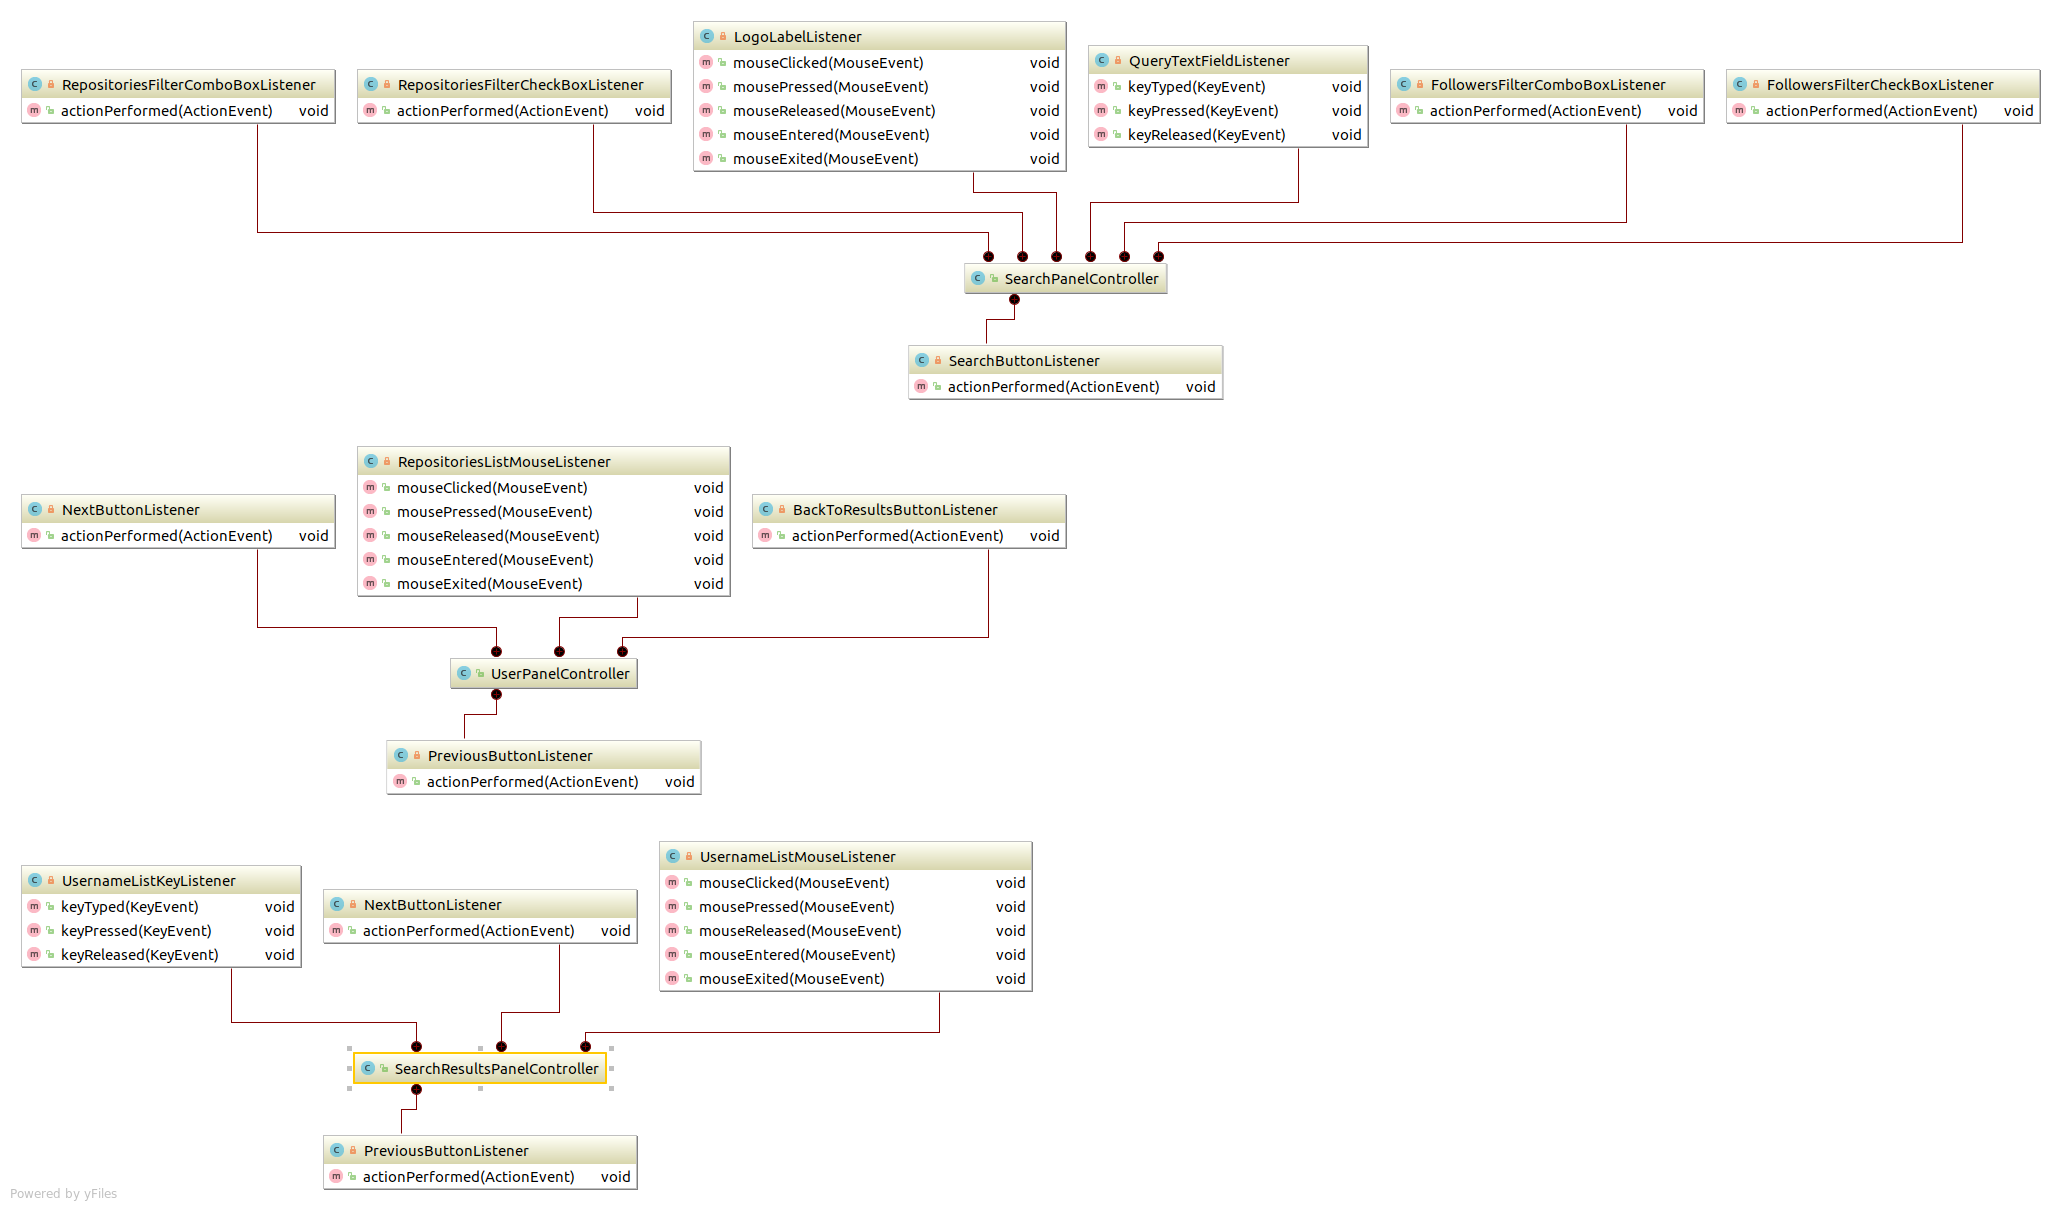 LogoLabelListener
mouseClicked(MouseEvent) void
mousePressed(MouseEvent) void
mouseReleased(MouseEvent) void
mouseEntered(MouseEvent) void
mouseExited(MouseEvent) void
QueryTextFieldListener
keyTyped(KeyEvent) void
keyPressed(KeyEvent) void
keyReleased(KeyEvent) void
RepositoriesFilterComboBoxListener
actionPerformed(ActionEvent) void
RepositoriesFilterCheckBoxListener
actionPerformed(ActionEvent) void
FollowersFilterComboBoxListener
actionPerformed(ActionEvent) void
FollowersFilterCheckBoxListener
actionPerformed(ActionEvent) void
SearchPanelController
SearchButtonListener
actionPerformed(ActionEvent) void
RepositoriesListMouseListener
mouseClicked(MouseEvent) void
mousePressed(MouseEvent) void
mouseReleased(MouseEvent) void
mouseEntered(MouseEvent) void
mouseExited(MouseEvent) void
NextButtonListener
actionPerformed(ActionEvent) void
BackToResultsButtonListener
actionPerformed(ActionEvent) void
UserPanelController
PreviousButtonListener
actionPerformed(ActionEvent) void
UsernameListMouseListener
mouseClicked(MouseEvent) void
mousePressed(MouseEvent) void
mouseReleased(MouseEvent) void
mouseEntered(MouseEvent) void
mouseExited(MouseEvent) void
UsernameListKeyListener
keyTyped(KeyEvent) void
keyPressed(KeyEvent) void
keyReleased(KeyEvent) void
NextButtonListener
actionPerformed(ActionEvent) void
SearchResultsPanelController
PreviousButtonListener
actionPerformed(ActionEvent) void
Powered by yFiles